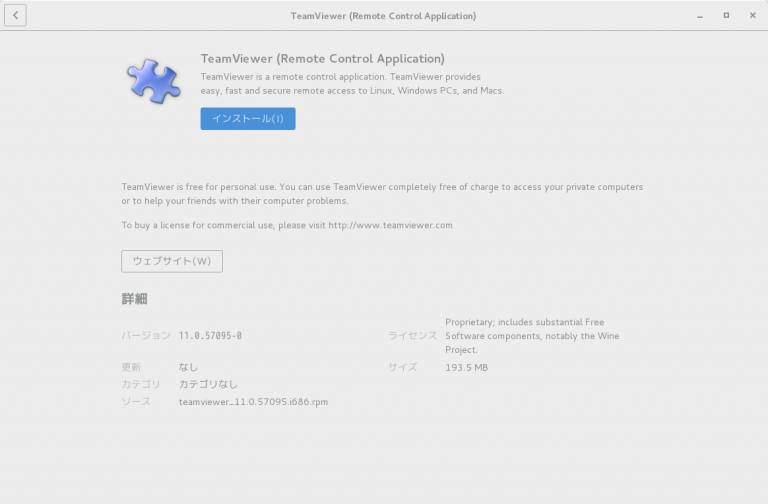 TeamViewer (Remote Control Application)
TeamViewer (Remote Control Application)
TeamViewer is a remote control application. TeamViewer provides
easy, fast and secure remote access to Linux, Windows PCs, and Macs.
インストール(I)
TeamViewer is free for personal use. You can use TeamViewer completely free of charge to access your private computers
or to help your friends with their computer problems.
To buy a license for commercial use, please visit http://www.teamviewer.com
ウェブサイト(W)
詳細
バージョン 11.0.57095-0
ライセンス Proprietary; includes substantial Free
Software components, notably the Wine
Project.
更新 なし
サイズ 193.5 MB
カテゴリ カテゴリなし
ソース teamviewer_11.0.57095.i686.rpm